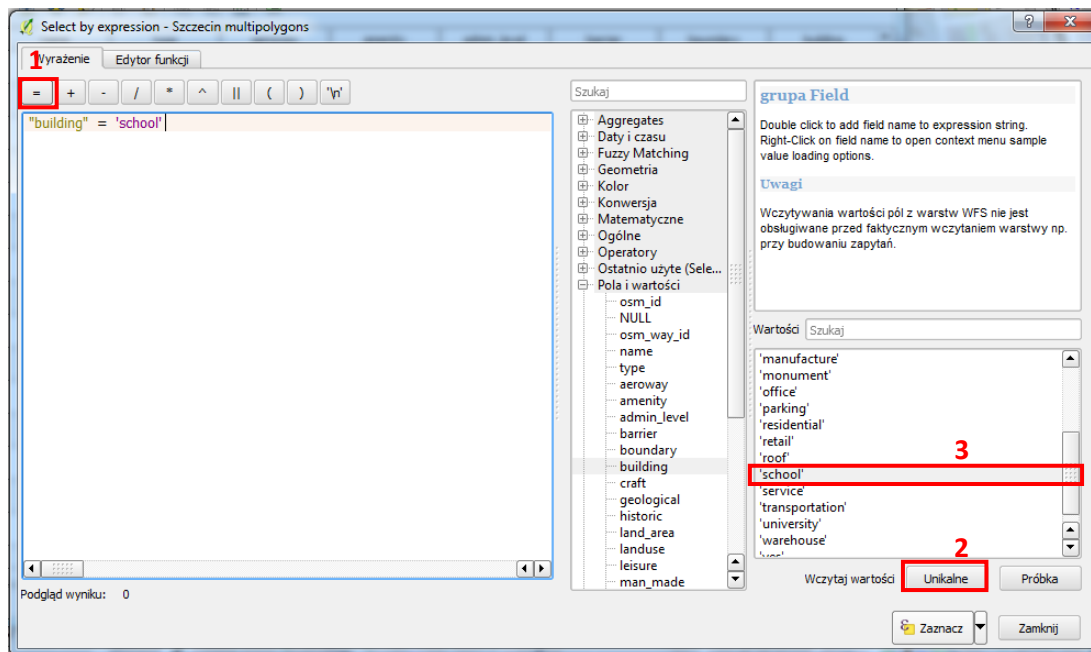 Select by expression - Szczecin multipolygons
?
X
1
Wyrażenie
Edytor funkcji
= + - / * ^ || ( ) '\n'
"building" = 'school'
Podgląd wyniku: 0
Szukaj
Aggregates
Daty i czasu
Fuzzy Matching
Geometria
Kolor
Konwersja
Matematyczne
Ogólne
Operatory
Ostatnio użyte (Sele...
Pola i wartości
osm_id
NULL
osm_way_id
name
type
aeroway
amenity
admin_level
barrier
boundary
building
craft
geological
historic
land_area
landuse
leisure
man_made
grupa Field
Double click to add field name to expression string.
Right-Click on field name to open context menu sample
value loading options.
Uwagi
Wczytywania wartości pól z warstw WFS nie jest
obsługiwane przed faktycznym wczytaniem warstwy np.
przy budowaniu zapytań.
Wartości Szukaj
'manufacture'
'monument'
'office'
'parking'
'residential'
'retail'
'roof'
3
'school'
'service'
'transportation'
'university'
'warehouse'
2
Wczytaj wartości Unikalne Próbka
Zaznacz Zamknij